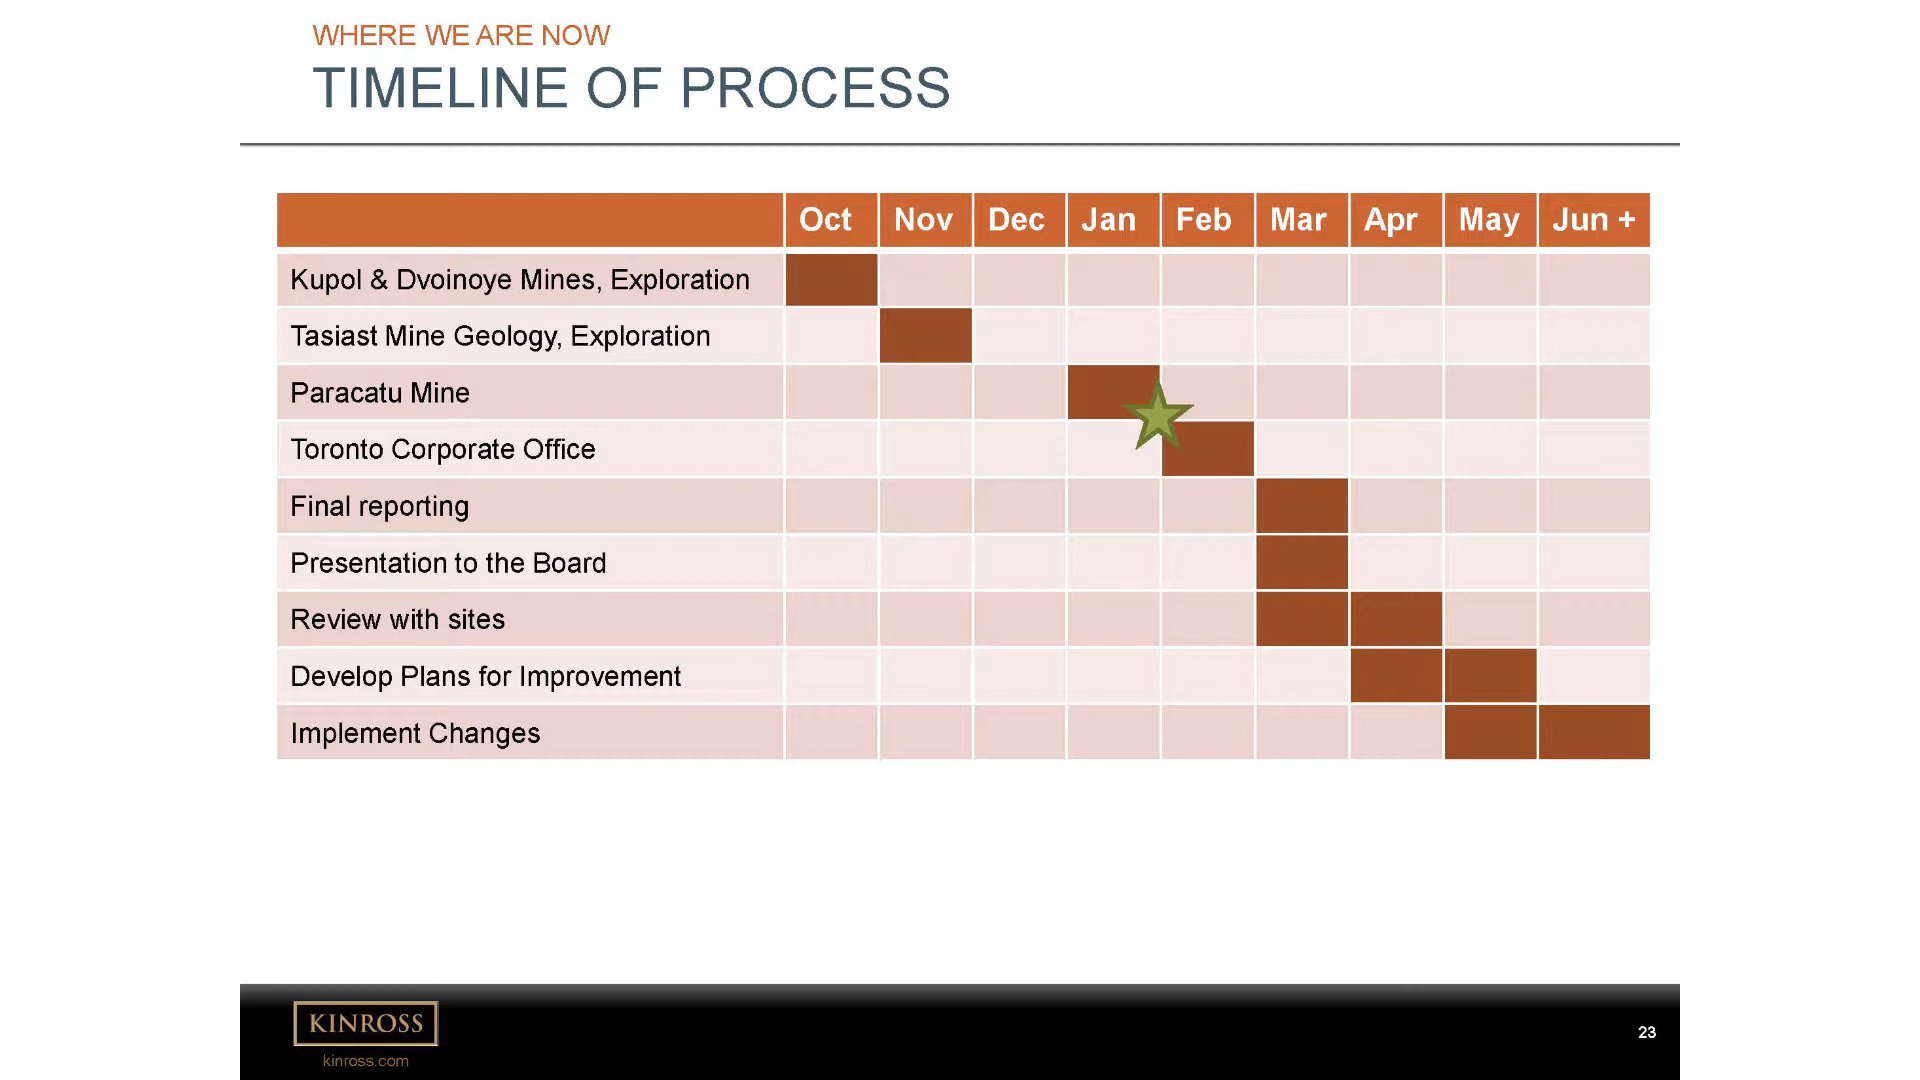 WHERE WE ARE NOW
TIMELINE OF PROCESS
Oct Nov Dec Jan Feb Mar Apr May Jun +
Kupol & Dvoinoye Mines, Exploration
Tasiast Mine Geology, Exploration
Paracatu Mine
Toronto Corporate Office
Final reporting
Presentation to the Board
Review with sites
Develop Plans for Improvement
Implement Changes
KINROSS
kinross.com
23